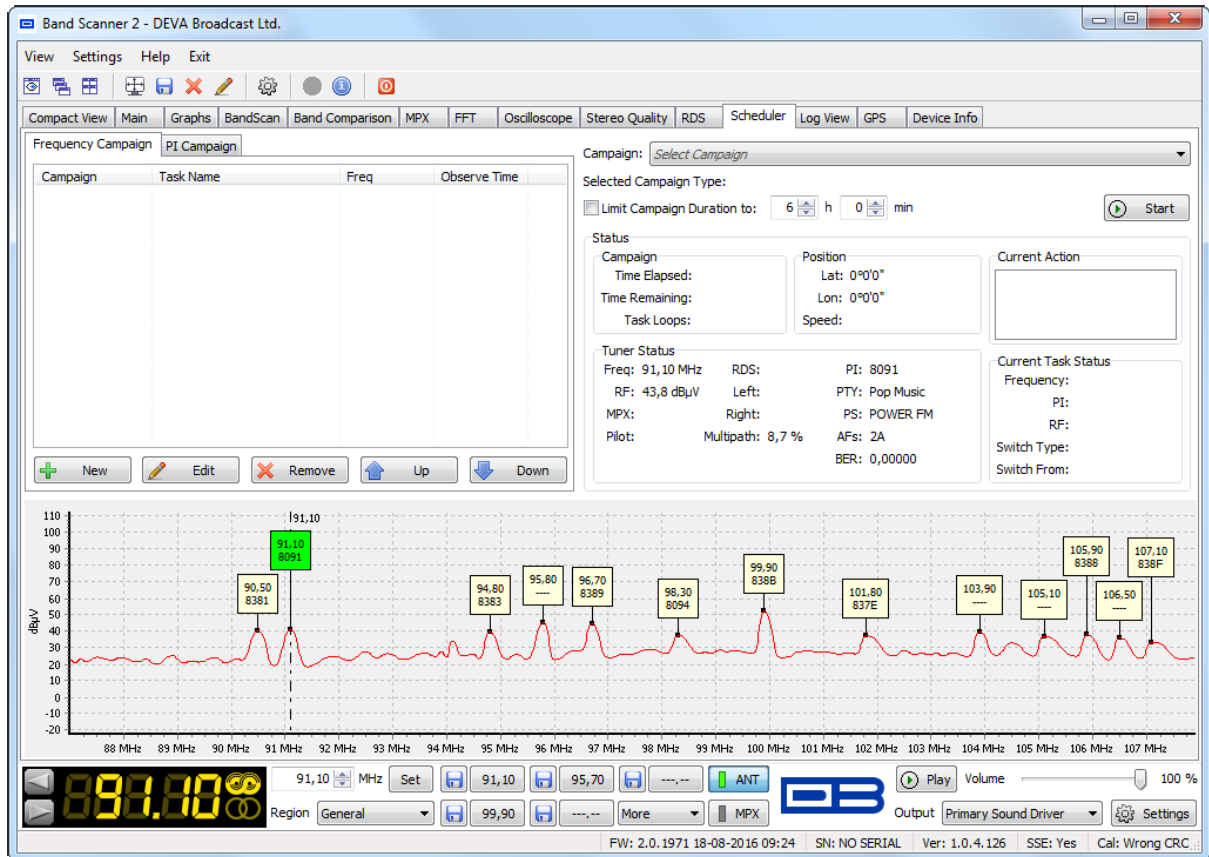 Band Scanner 2 - DEVA Broadcast Ltd.
View Settings Help Exit
Compact View Main Graphs BandScan Band Comparison MPX FFT Oscilloscope Stereo Quality RDS Scheduler Log View GPS Device Info
Frequency Campaign PI Campaign
Campaign Task Name Freq Observe Time
New Edit Remove Up Down
Campaign: Select Campaign
Selected Campaign Type:
Limit Campaign Duration to: 6 h 0 min Start
Status
Campaign
Time Elapsed:
Time Remaining:
Task Loops:
Position
Lat: 0°0'0"
Lon: 0°0'0"
Speed:
Current Action
Tuner Status
Freq: 91,10 MHz RDS: PI: 8091
RF: 43,8 dBµV Left: PTY: Pop Music
MPX: Right: PS: POWER FM
Pilot: Multipath: 8,7 % AFs: 2A
BER: 0,00000
Current Task Status
Frequency:
PI:
RF:
Switch Type:
Switch From:
110
100
90
80
70
60
50
40
30
20
10
0
-10
-20
dBµV
91,10
90,50
8381
91,10
8091
94,80
8383
95,80
----
96,70
8389
98,30
8094
99,90
838B
101,80
837E
103,90
----
105,10
----
105,90
8388
106,50
----
107,10
838F
88 MHz 89 MHz 90 MHz 91 MHz 92 MHz 93 MHz 94 MHz 95 MHz 96 MHz 97 MHz 98 MHz 99 MHz 100 MHz 101 MHz 102 MHz 103 MHz 104 MHz 105 MHz 106 MHz 107 MHz
91.10
91,10 MHz Set 91,10 95,70 ---,-- ANT
Region General 99,90 ---,-- More MPX
DB
Play Volume 100 %
Output Primary Sound Driver Settings
FW: 2.0.1971 18-08-2016 09:24 SN: NO SERIAL Ver: 1.0.4.126 SSE: Yes Cal: Wrong CRC